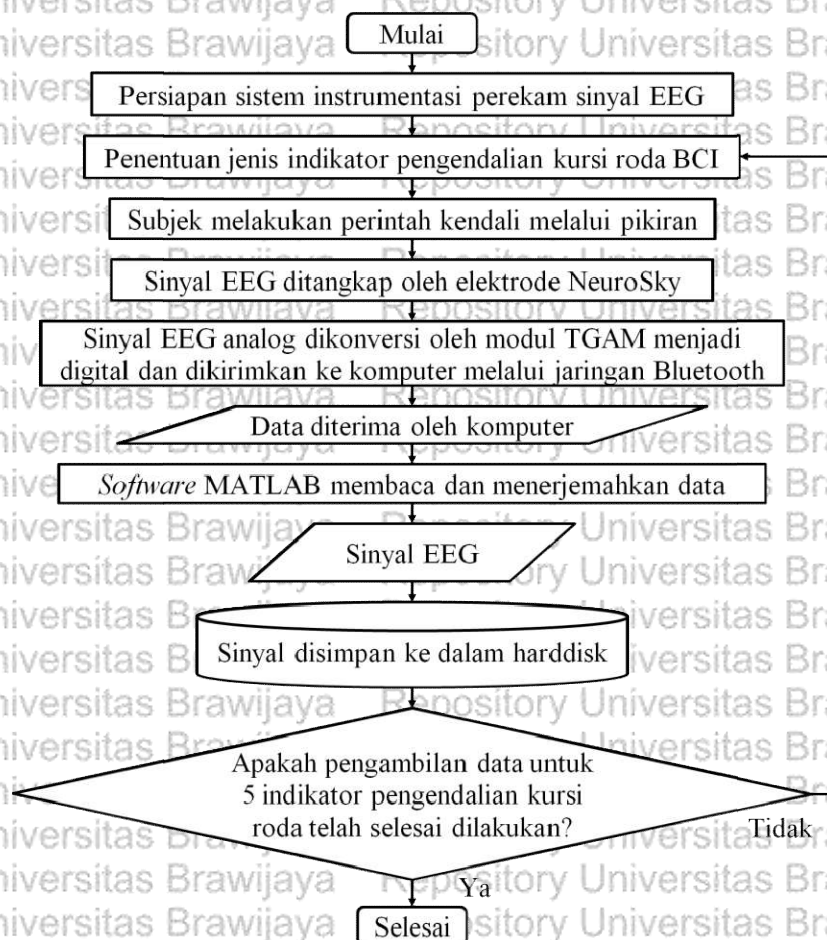 Mulai
Persiapan sistem instrumentasi perekam sinyal EEG
Penentuan jenis indikator pengendalian kursi roda BCI
Subjek melakukan perintah kendali melalui pikiran
Sinyal EEG ditangkap oleh elektrode NeuroSky
Sinyal EEG analog dikonversi oleh modul TGAM menjadi
digital dan dikirimkan ke komputer melalui jaringan Bluetooth
Data diterima oleh komputer
Software MATLAB membaca dan menerjemahkan data
Sinyal EEG
Sinyal disimpan ke dalam harddisk
Apakah pengambilan data untuk
5 indikator pengendalian kursi
roda telah selesai dilakukan?
Tidak
Ya
Selesai